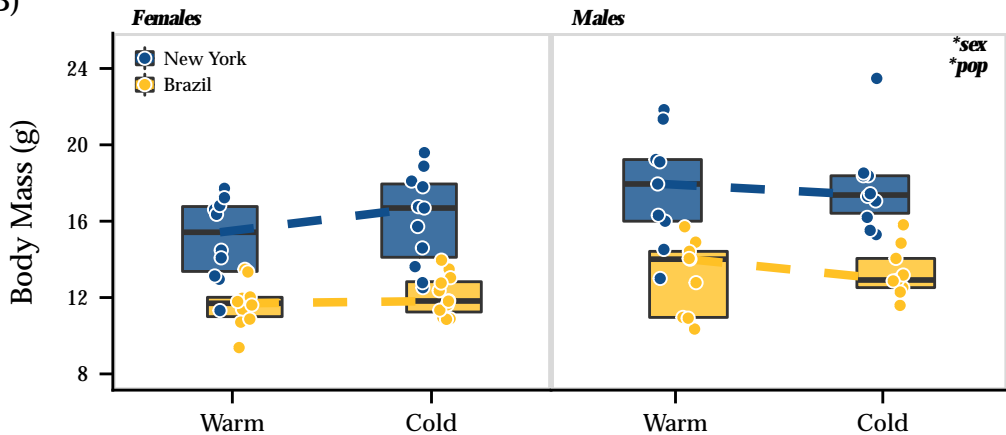 B)
Females
Males
New York
Brazil
*sex
*pop
Body Mass (g)
24
20
16
12
8
Warm
Cold
Warm
Cold